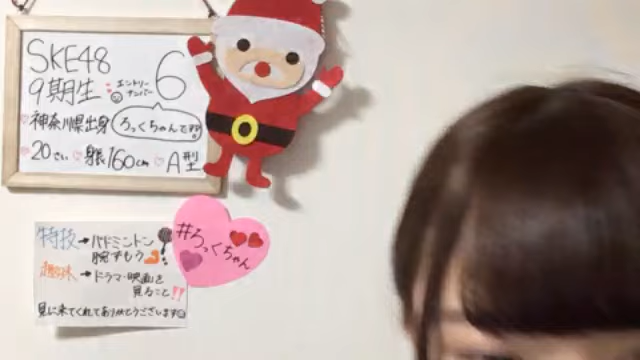 SKE48
9期生
エントリーナンバー 6
神奈川県出身
ろっくちゃんです!!
20さい 身長160cm A型
特技→バドミントン
腕ずもう
趣味→ドラマ・映画を
見ること!!
見に来てくれてありがとうございます
#ろっくちゃん